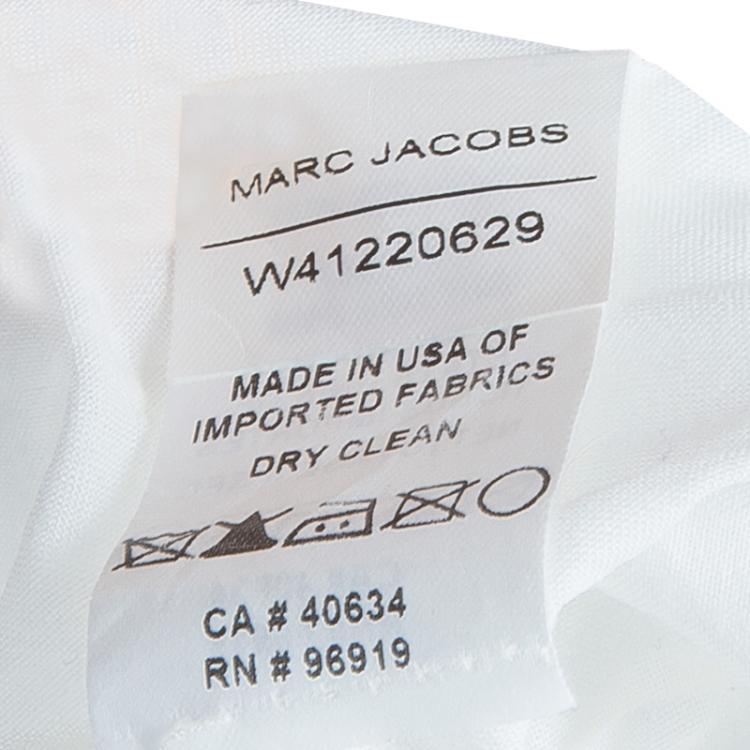 MARC JACOBS
W41220629
MADE IN USA OF
IMPORTED FABRICS
DRY CLEAN
CA # 40634
RN # 96919